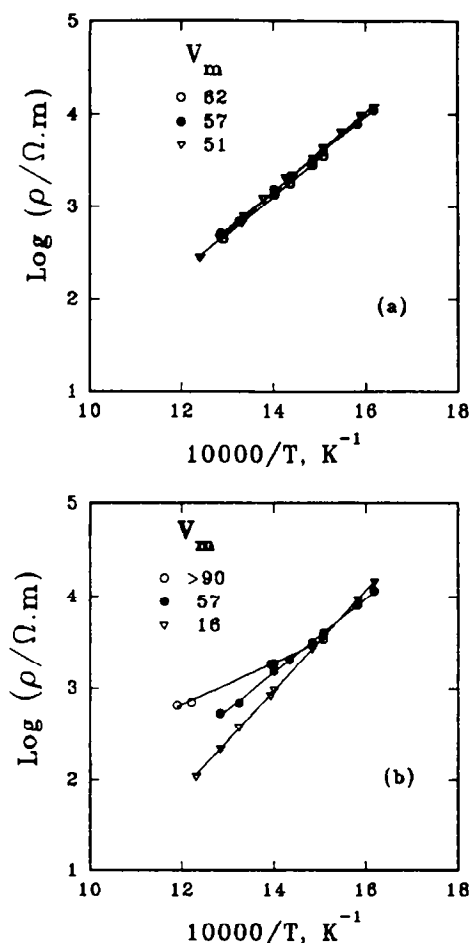 5
4
3
2
1
Log (ρ/Ω.m)
V_m
62
57
51
(a)
10 12 14 16 18
10000/T, K⁻¹
5
4
3
2
1
Log (ρ/Ω.m)
V_m
>90
57
16
(b)
10 12 14 16 18
10000/T, K⁻¹